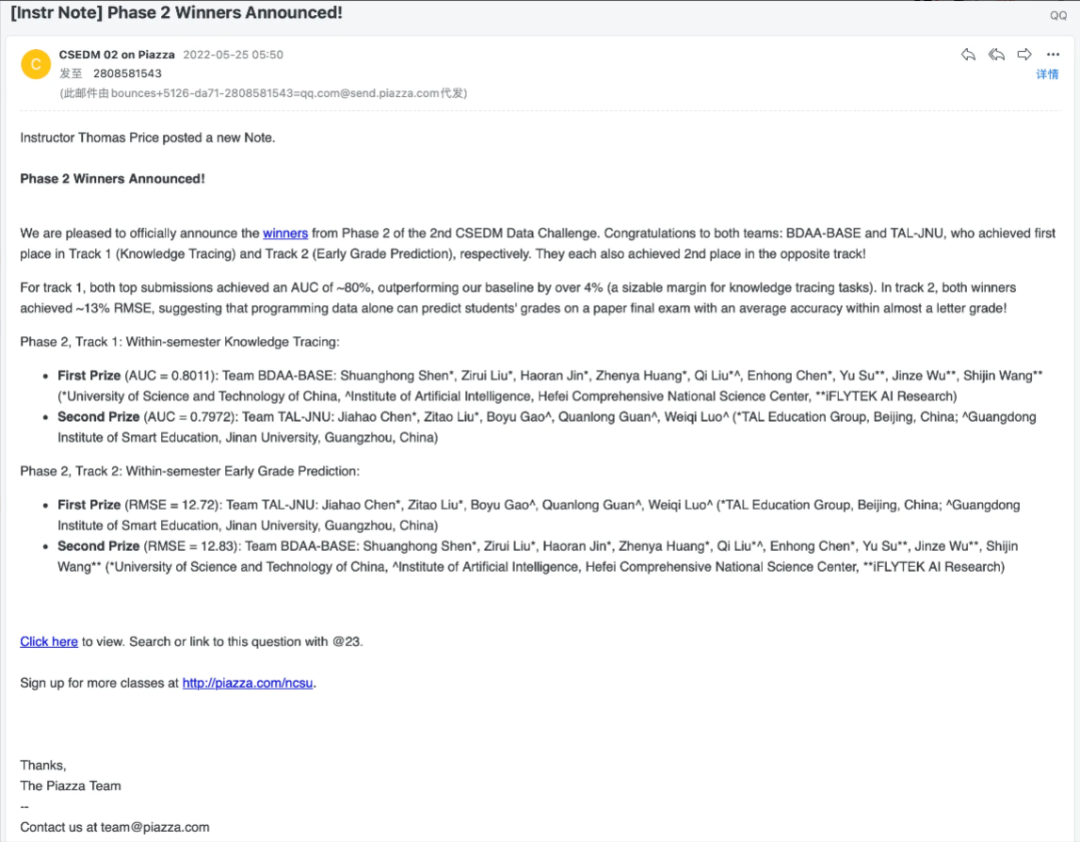 [Instr Note] Phase 2 Winners Announced!
QQ
C
CSEDM 02 on Piazza 2022-05-25 05:50
发至 2808581543
详情
(此邮件由bounces+5126-da71-2808581543=qq.com@send.piazza.com代发)
Instructor Thomas Price posted a new Note.
Phase 2 Winners Announced!
We are pleased to officially announce the winners from Phase 2 of the 2nd CSEDM Data Challenge. Congratulations to both teams: BDAA-BASE and TAL-JNU, who achieved first
place in Track 1 (Knowledge Tracing) and Track 2 (Early Grade Prediction), respectively. They each also achieved 2nd place in the opposite track!
For track 1, both top submissions achieved an AUC of ~80%, outperforming our baseline by over 4% (a sizable margin for knowledge tracing tasks). In track 2, both winners
achieved ~13% RMSE, suggesting that programming data alone can predict students' grades on a paper final exam with an average accuracy within almost a letter grade!
Phase 2, Track 1: Within-semester Knowledge Tracing:
• First Prize (AUC = 0.8011): Team BDAA-BASE: Shuanghong Shen*, Zirui Liu*, Haoran Jin*, Zhenya Huang*, Qi Liu*^, Enhong Chen*, Yu Su**, Jinze Wu**, Shijin Wang**
(*University of Science and Technology of China, ^Institute of Artificial Intelligence, Hefei Comprehensive National Science Center, **iFLYTEK AI Research)
• Second Prize (AUC = 0.7972): Team TAL-JNU: Jiahao Chen*, Zitao Liu*, Boyu Gao^, Quanlong Guan^, Weiqi Luo^ (*TAL Education Group, Beijing, China; ^Guangdong
Institute of Smart Education, Jinan University, Guangzhou, China)
Phase 2, Track 2: Within-semester Early Grade Prediction:
• First Prize (RMSE = 12.72): Team TAL-JNU: Jiahao Chen*, Zitao Liu*, Boyu Gao^, Quanlong Guan^, Weiqi Luo^ (*TAL Education Group, Beijing, China; ^Guangdong
Institute of Smart Education, Jinan University, Guangzhou, China)
• Second Prize (RMSE = 12.83): Team BDAA-BASE: Shuanghong Shen*, Zirui Liu*, Haoran Jin*, Zhenya Huang*, Qi Liu*^, Enhong Chen*, Yu Su**, Jinze Wu**, Shijin
Wang** (*University of Science and Technology of China, ^Institute of Artificial Intelligence, Hefei Comprehensive National Science Center, **iFLYTEK AI Research)
Click here to view. Search or link to this question with @23.
Sign up for more classes at http://piazza.com/ncsu.
Thanks,
The Piazza Team
--
Contact us at team@piazza.com